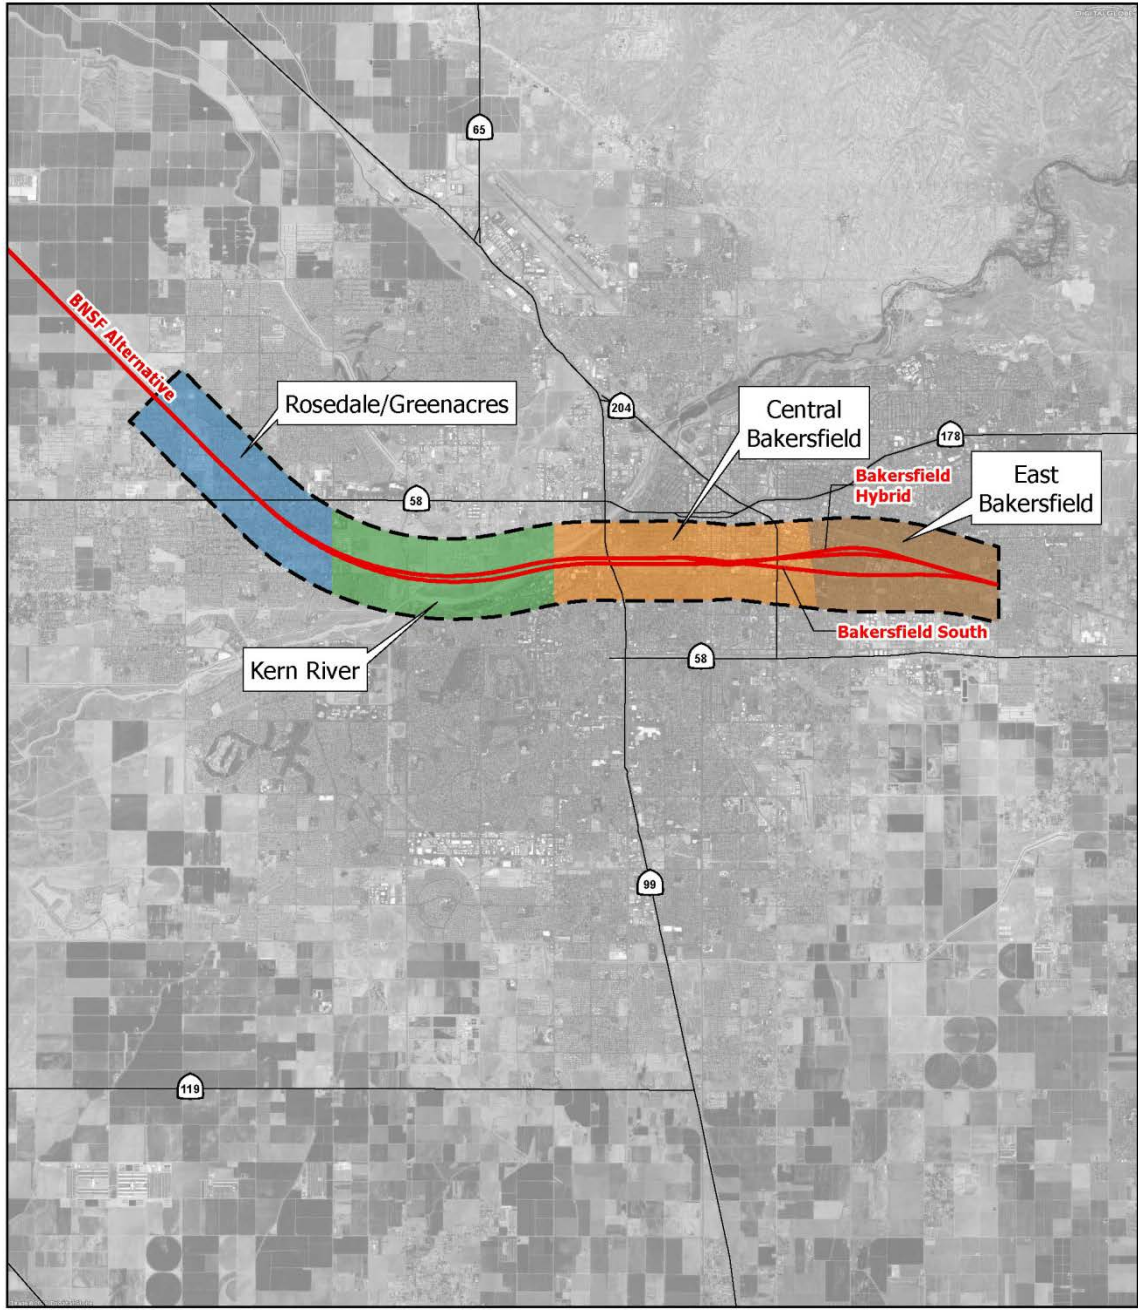 65
BNSF Alternative
Rosedale/Greenacres
204
Central
Bakersfield
178
Bakersfield
Hybrid
East
Bakersfield
58
Kern River
Bakersfield South
58
99
119